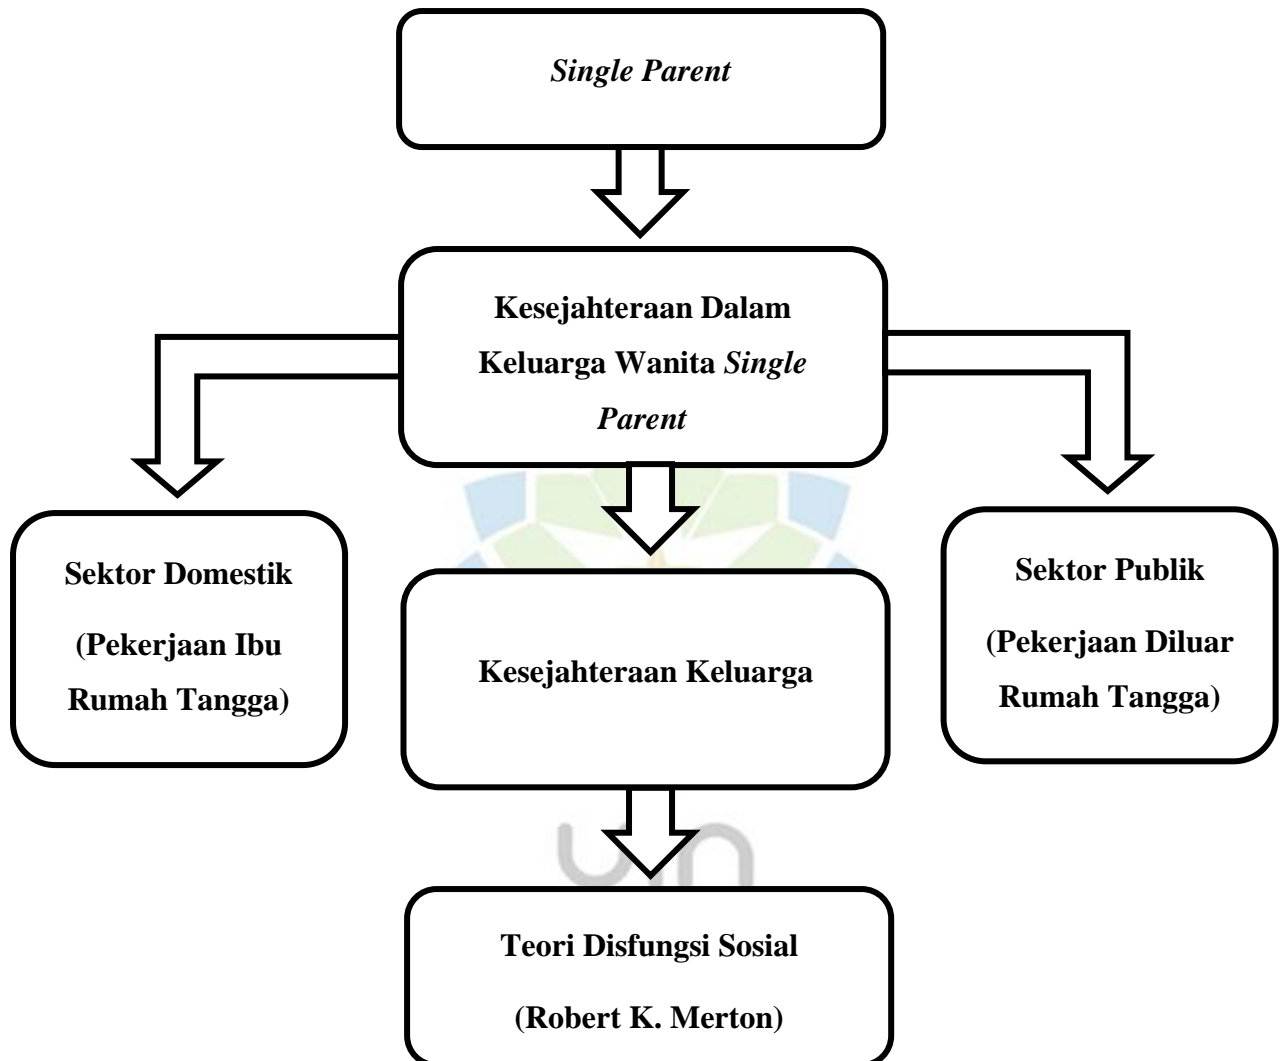 Single Parent
Kesejahteraan Dalam
Keluarga Wanita Single
Parent
Sektor Domestik
(Pekerjaan Ibu
Rumah Tangga)
Kesejahteraan Keluarga
Sektor Publik
(Pekerjaan Diluar
Rumah Tangga)
uin
Teori Disfungsi Sosial
(Robert K. Merton)